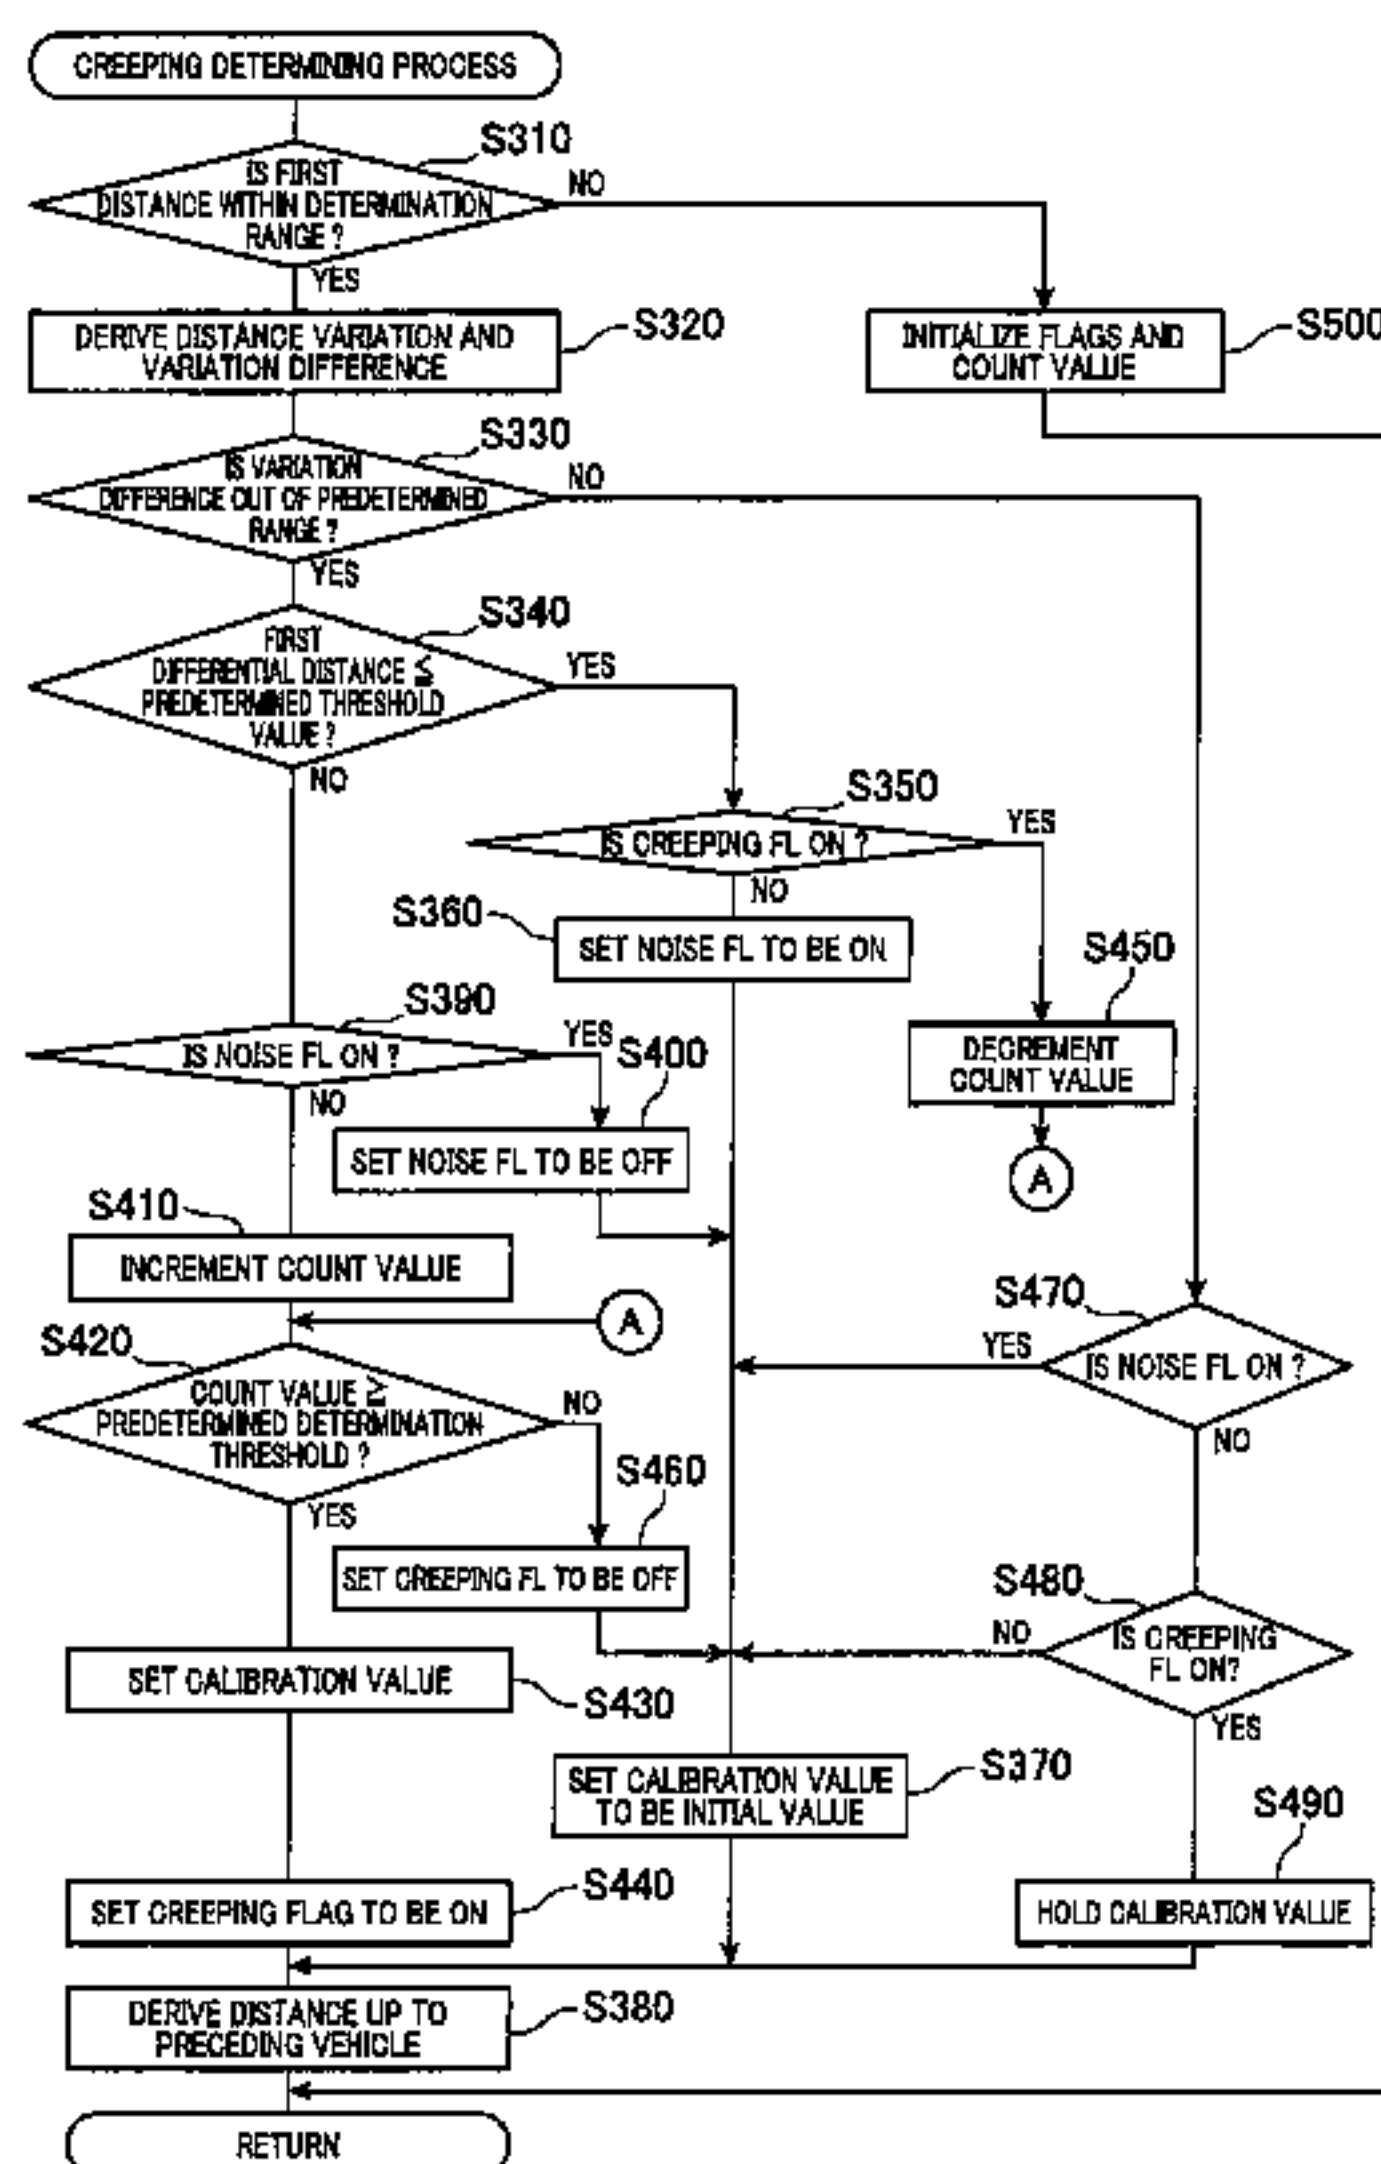 CREEPING DETERMINING PROCESS
S310
IS FIRST
DISTANCE WITHIN DETERMINATION
RANGE ?
NO
YES
DERIVE DISTANCE VARIATION AND
VARIATION DIFFERENCE
S320
INITIALIZE FLAGS AND
COUNT VALUE
S500
S330
IS VARIATION
DIFFERENCE OUT OF PREDETERMINED
RANGE ?
NO
YES
S340
FIRST
DIFFERENTIAL DISTANCE ≦
PREDETERMINED THRESHOLD
VALUE ?
YES
NO
S350
IS CREEPING FL ON ?
YES
NO
S360
SET NOISE FL TO BE ON
S450
DECREMENT
COUNT VALUE
A
S390
IS NOISE FL ON ?
YES
NO
S400
SET NOISE FL TO BE OFF
S410
INCREMENT COUNT VALUE
A
S470
IS NOISE FL ON ?
YES
NO
S420
COUNT VALUE ≧
PREDETERMINED DETERMINATION
THRESHOLD ?
NO
YES
S460
SET CREEPING FL TO BE OFF
S480
IS CREEPING
FL ON?
NO
YES
SET CALIBRATION VALUE
S430
SET CALIBRATION VALUE
TO BE INITIAL VALUE
S370
S490
HOLD CALIBRATION VALUE
SET CREEPING FLAG TO BE ON
S440
DERIVE DISTANCE UP TO
PRECEDING VEHICLE
S380
RETURN